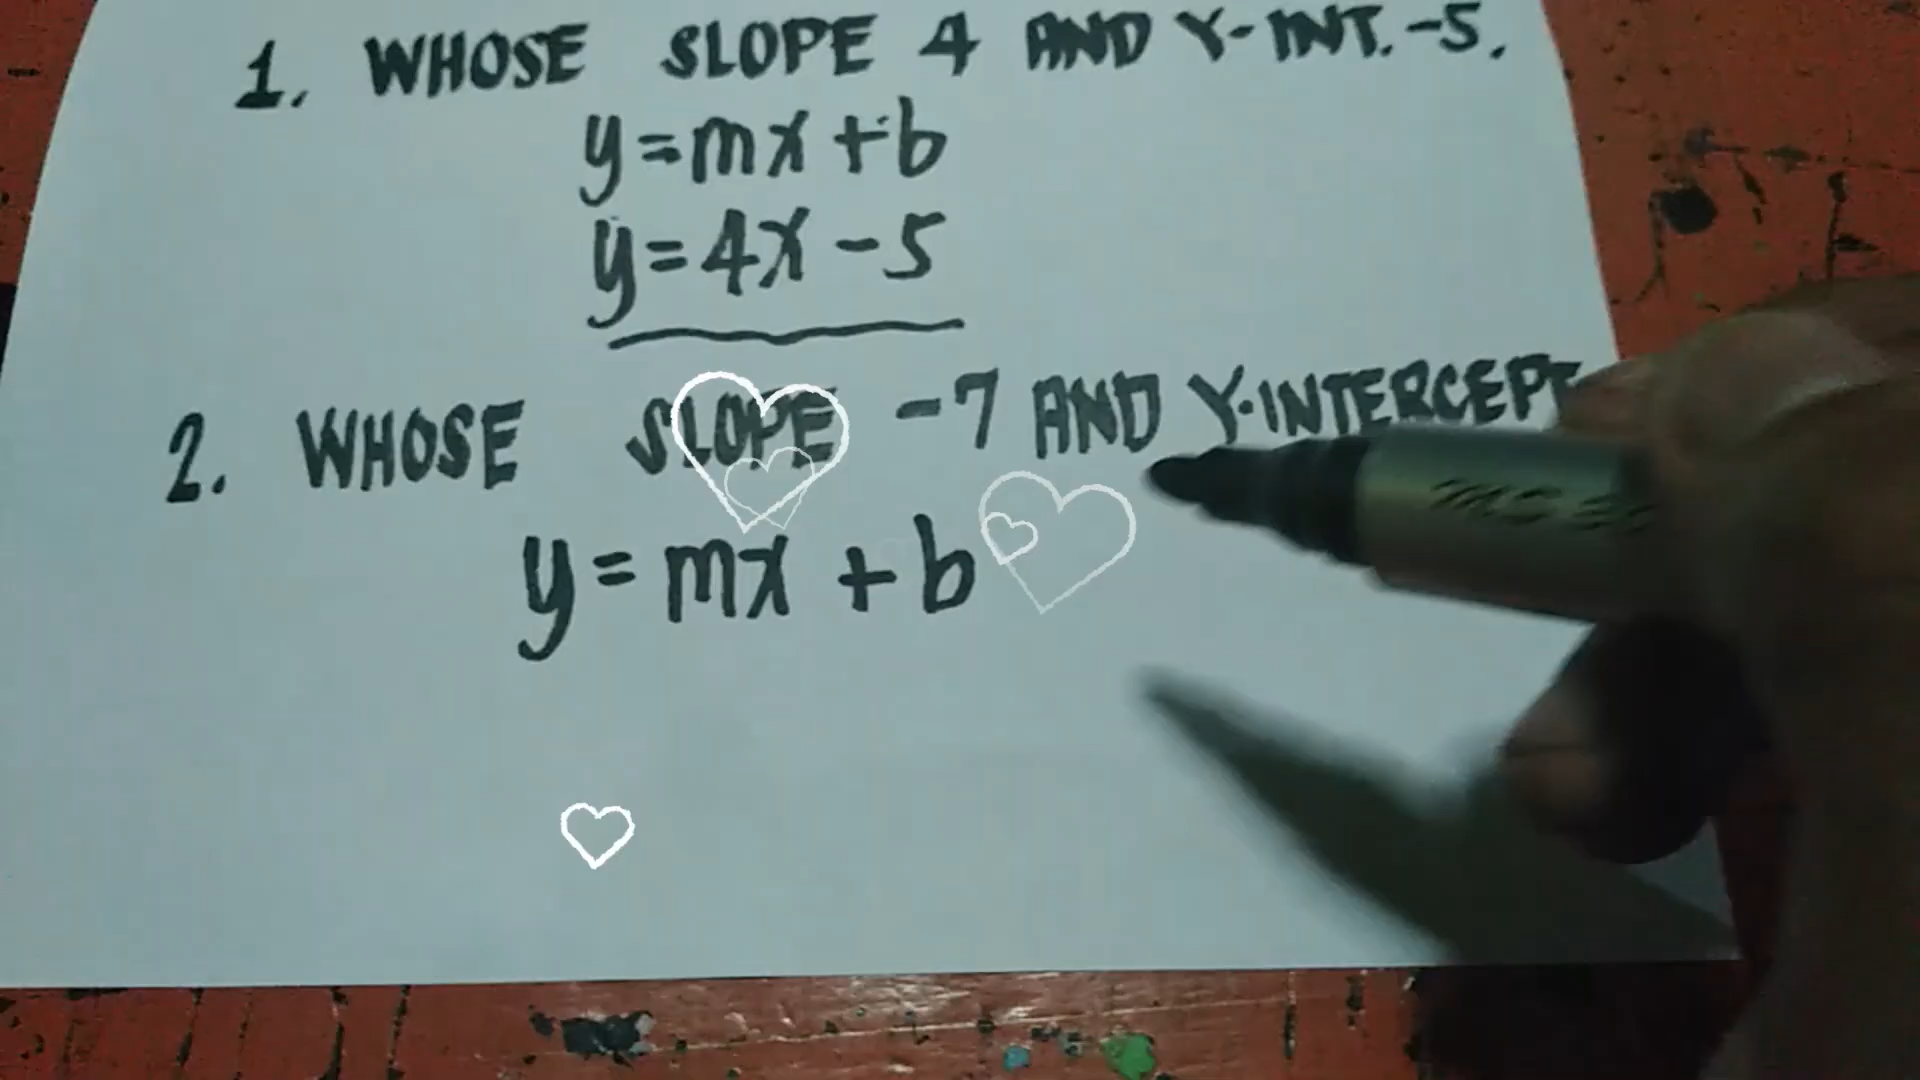 1. WHOSE SLOPE 4 AND Y-INT. -5.
y=mx+b
y=4x-5
2. WHOSE SLOPE -7 AND Y-INTERCEPT
y=mx+b